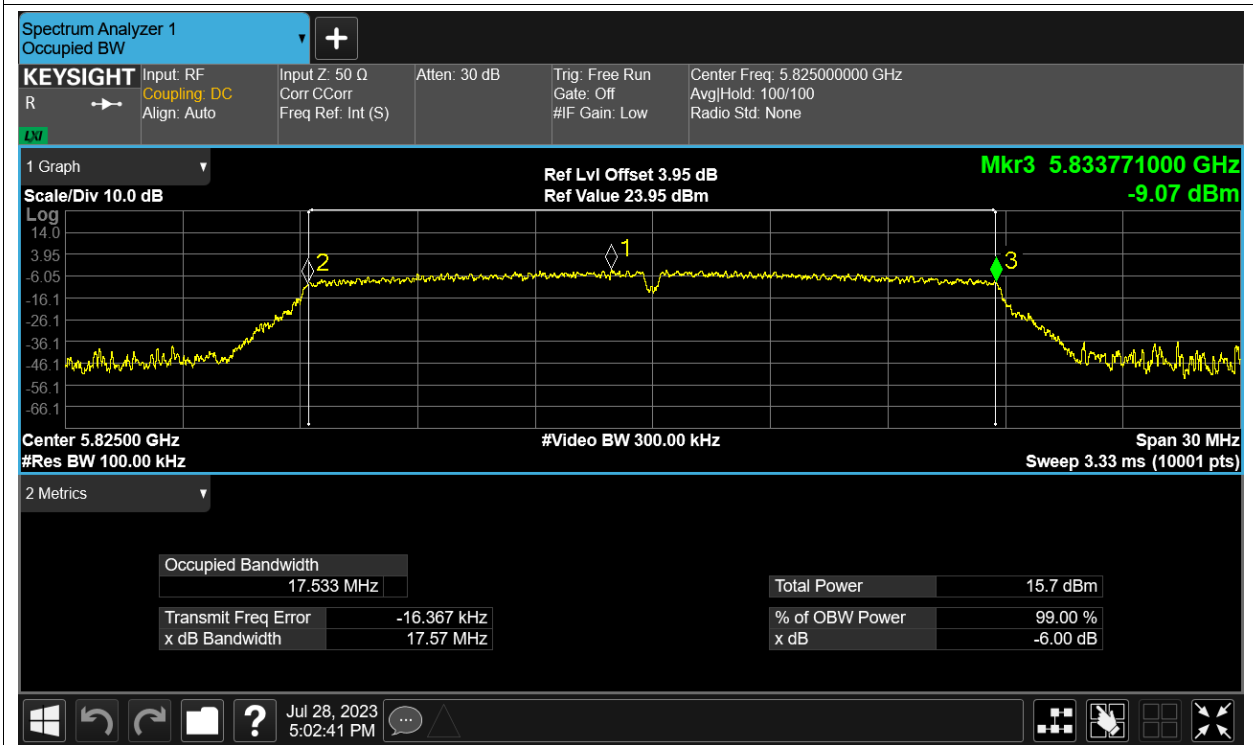 Spectrum Analyzer 1
Occupied BW
KEYSIGHT
R
LXI
Input: RF
Coupling: DC
Align: Auto
Input Z: 50 Ω
Corr CCorr
Freq Ref: Int (S)
Atten: 30 dB
Trig: Free Run
Gate: Off
#IF Gain: Low
Center Freq: 5.825000000 GHz
Avg|Hold: 100/100
Radio Std: None
1 Graph
Scale/Div 10.0 dB
Ref Lvl Offset 3.95 dB
Ref Value 23.95 dBm
Mkr3 5.833771000 GHz
-9.07 dBm
Log
14.0
3.95
-6.05
-16.1
-26.1
-36.1
-46.1
-56.1
-66.1
2
1
3
Center 5.82500 GHz
#Res BW 100.00 kHz
#Video BW 300.00 kHz
Span 30 MHz
Sweep 3.33 ms (10001 pts)
2 Metrics
Occupied Bandwidth
17.533 MHz
Transmit Freq Error -16.367 kHz
x dB Bandwidth 17.57 MHz
Total Power 15.7 dBm
% of OBW Power 99.00 %
x dB -6.00 dB
?
Jul 28, 2023
5:02:41 PM